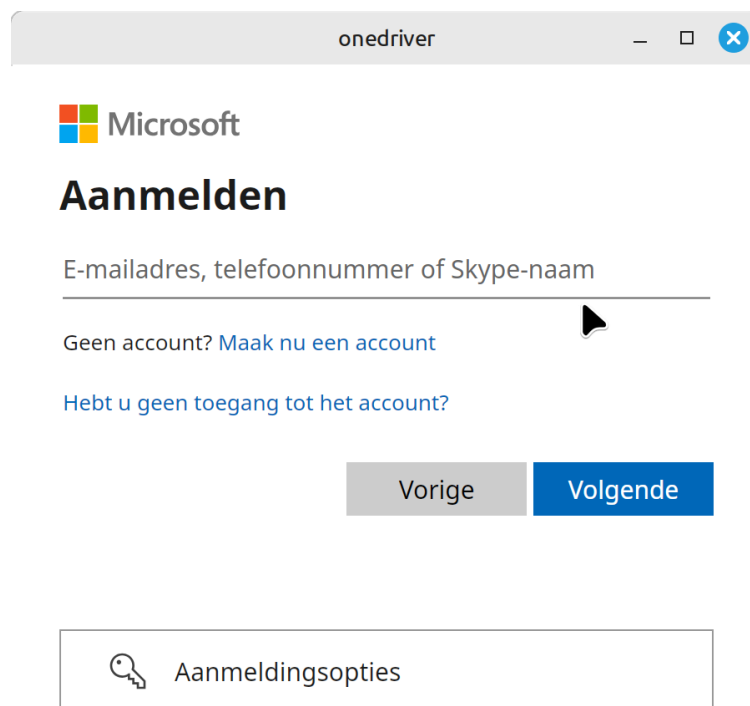 onedriver
Microsoft
Aanmelden
E-mailadres, telefoonnummer of Skype-naam
Geen account? Maak nu een account
Hebt u geen toegang tot het account?
Vorige
Volgende
Aanmeldingsopties